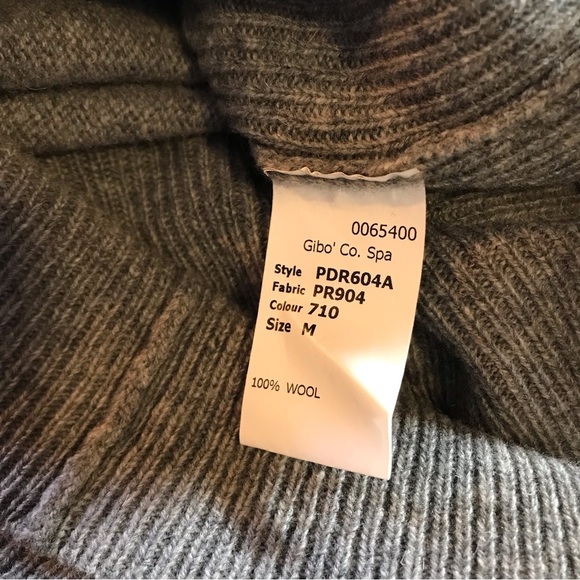 0065400
Gibo' Co. Spa
Style PDR604A
Fabric PR904
Colour 710
Size M
100% WOOL